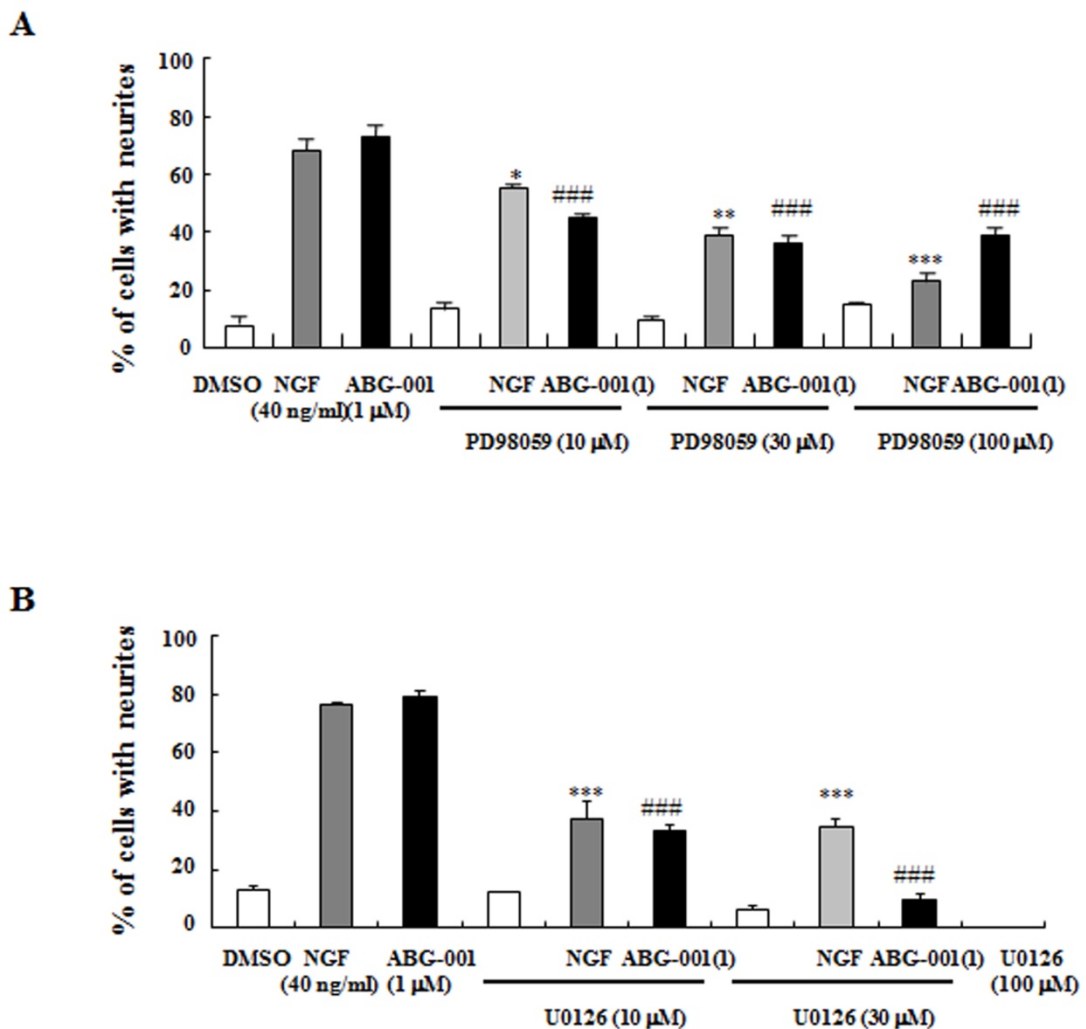 A
% of cells with neurites
100
80
60
40
20
0
*
###
**
###
***
###
DMSO NGF ABG-001 NGF ABG-001(1) NGF ABG-001(1) NGF ABG-001(1)
(40 ng/ml)(1 μM)
PD98059 (10 μM) PD98059 (30 μM) PD98059 (100 μM)
B
% of cells with neurites
100
80
60
40
20
0
***
###
***
###
DMSO NGF ABG-001 NGF ABG-001(1) NGF ABG-001(1) U0126
(40 ng/ml) (1 μM) (100 μM)
U0126 (10 μM) U0126 (30 μM)